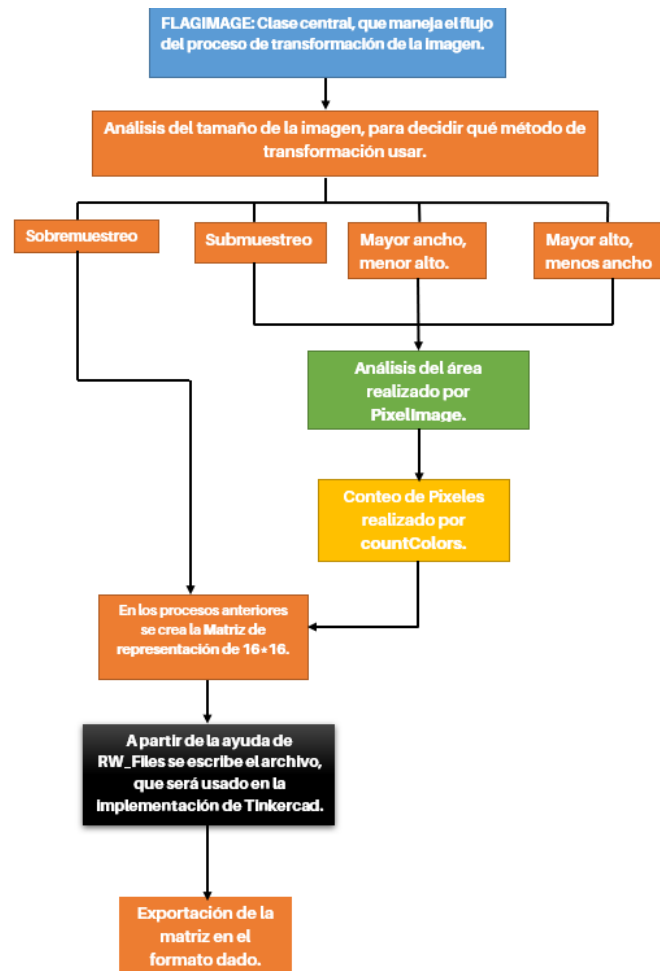 FLAGIMAGE: Clase central, que maneja el flujo
del proceso de transformación de la imagen.
Análisis del tamaño de la imagen, para decidir qué método de
transformación usar.
Sobremuestreo
Submuestreo
Mayor ancho,
menor alto.
Mayor alto,
menos ancho
Análisis del área
realizado por
PixelImage.
Conteo de Pixeles
realizado por
countColors.
En los procesos anteriores
se crea la Matriz de
representación de 16*16.
A partir de la ayuda de
RW_Files se escribe el archivo,
que será usado en la
implementación de Tinkercad.
Exportación de la
matriz en el
formato dado.